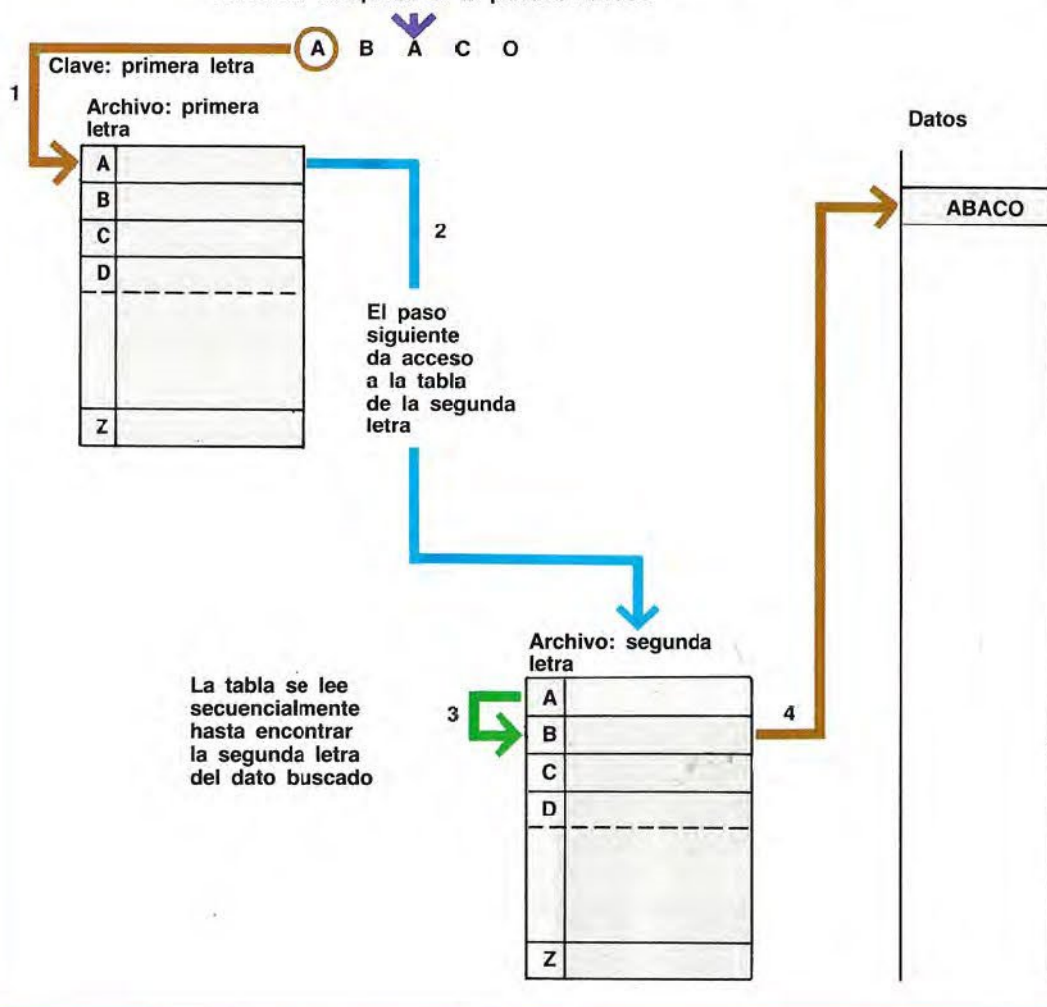 A B A C O
Clave: primera letra
1
Archivo: primera
letra
A
B
C
D
Z
2
El paso
siguiente
da acceso
a la tabla
de la segunda
letra
Datos
ABACO
La tabla se lee
secuencialmente
hasta encontrar
la segunda letra
del dato buscado
3
Archivo: segunda
letra
A
B
C
D
Z
4